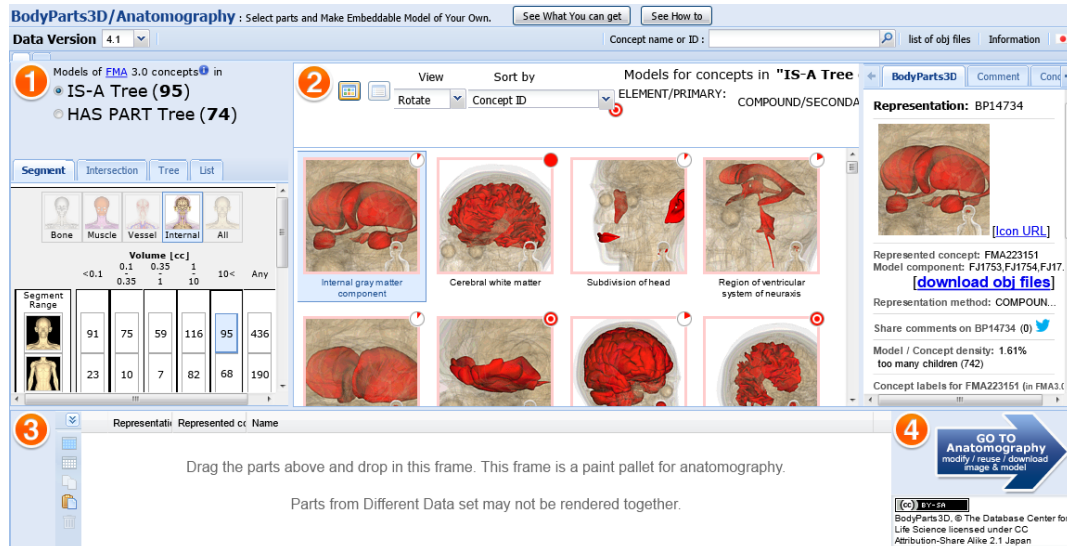 BodyParts3D/Anatomography : Select parts and Make Embeddable Model of Your Own. See What You can get See How to
Data Version 4.1 Concept name or ID : list of obj files Information
1
Models of FMA 3.0 concepts in
IS-A Tree (95)
HAS PART Tree (74)
Segment Intersection Tree List
Bone Muscle Vessel Internal All
Volume [cc]
<0.1 0.1 - 0.35 0.35 - 1 1 - 10 10< Any
Segment Range
91 75 59 116 95 436
23 10 7 82 68 190
2
View Sort by
Rotate Concept ID
Models for concepts in "IS-A Tree
ELEMENT/PRIMARY: COMPOUND/SECONDA
Internal gray matter component
Cerebral white matter
Subdivision of head
Region of ventricular system of neuraxis
BodyParts3D Comment Conc
Representation: BP14734
[Icon URL]
Represented concept: FMA223151
Model component: FJ1753,FJ1754,FJ17..
[download obj files]
Representation method: COMPOUN...
Share comments on BP14734 (0)
Model / Concept density: 1.61%
too many children (742)
Concept labels for FMA223151 (in FMA3.0
3
Representati Represented co Name
Drag the parts above and drop in this frame. This frame is a paint pallet for anatomography.
Parts from Different Data set may not be rendered together.
4
GO TO
Anatomography
modify / reuse / download
image & model
(cc) BY-SA
BodyParts3D, © The Database Center for
Life Science licensed under CC
Attribution-Share Alike 2.1 Japan